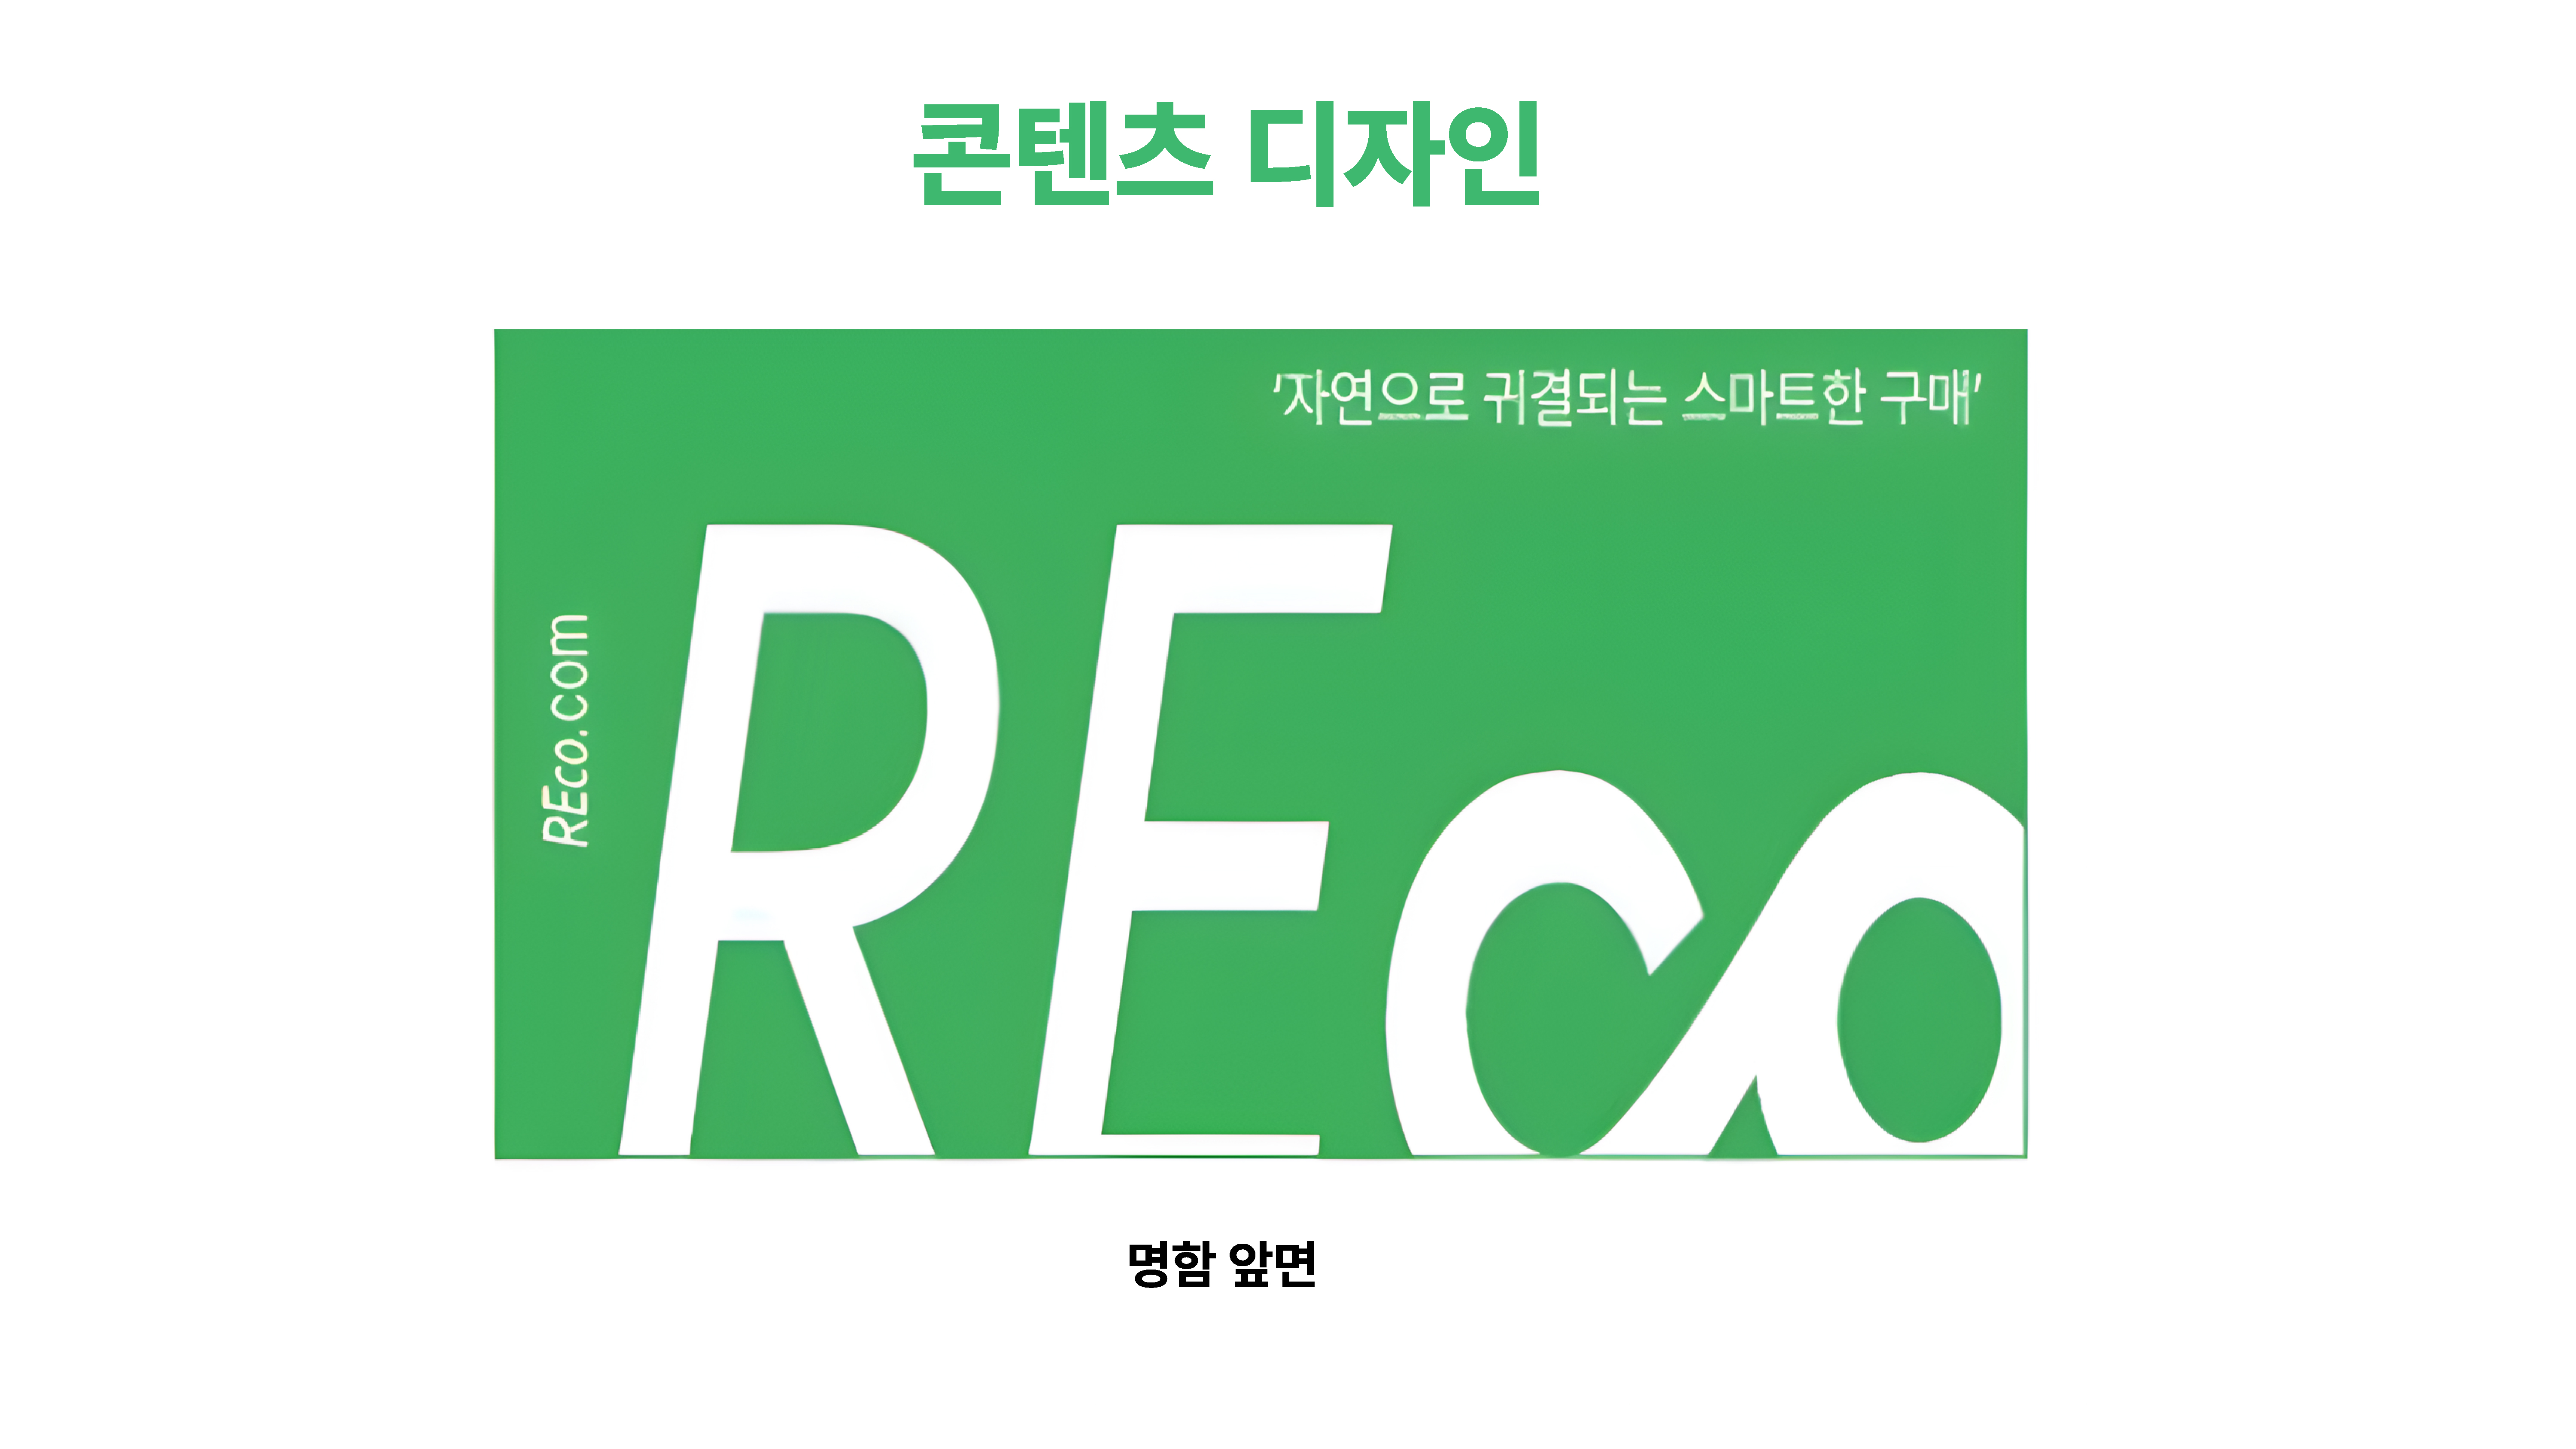 콘텐츠 디자인
'자연으로 귀결되는 스마트한 구매'
REco.com
REco
명함 앞면